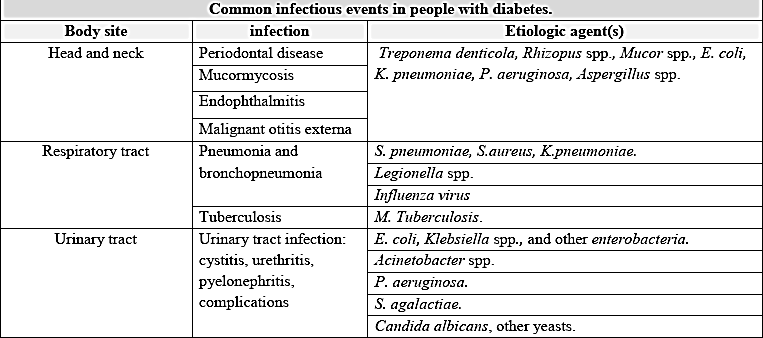 Common infectious events in people with diabetes.
Body site infection Etiologic agent(s)
Head and neck Periodontal disease Treponema denticola, Rhizopus spp., Mucor spp., E. coli,
Mucormycosis K. pneumoniae, P. aeruginosa, Aspergillus spp.
Endophthalmitis
Malignant otitis externa
Respiratory tract Pneumonia and S. pneumoniae, S.aureus, K.pneumoniae.
bronchopneumonia Legionella spp.
Influenza virus
Tuberculosis M. Tuberculosis.
Urinary tract Urinary tract infection: E. coli, Klebsiella spp., and other enterobacteria.
cystitis, urethritis, Acinetobacter spp.
pyelonephritis, P. aeruginosa.
complications S. agalactiae.
Candida albicans, other yeasts.